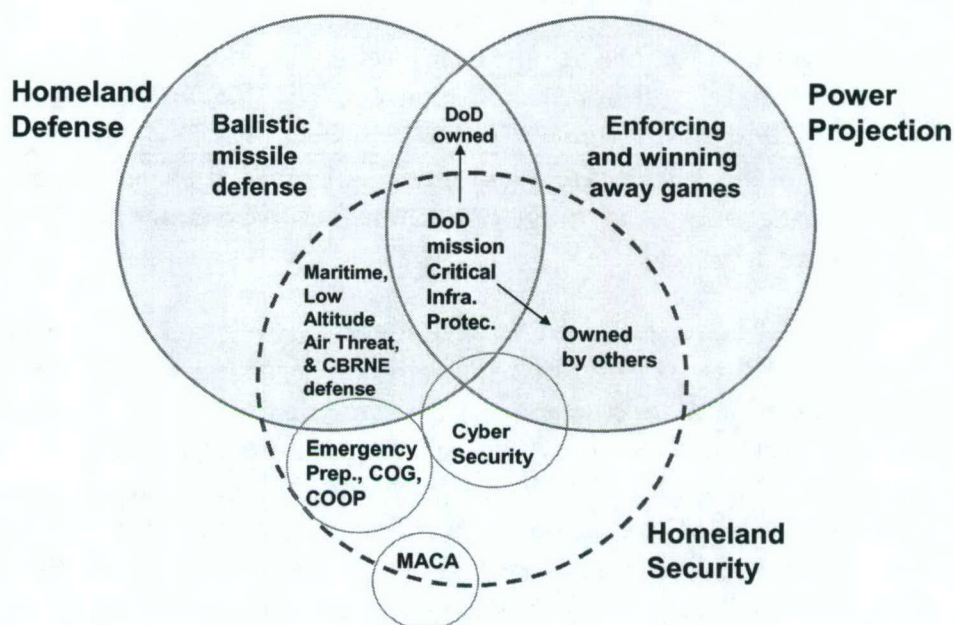 Homeland
Defense
Power
Projection
Ballistic
missile
defense
DoD
owned
Enforcing
and winning
away games
DoD
mission
Critical
Infra.
Protec.
Maritime,
Low
Altitude
Air Threat,
& CBRNE
defense
Owned
by others
Emergency
Prep., COG,
COOP
Cyber
Security
MACA
Homeland
Security